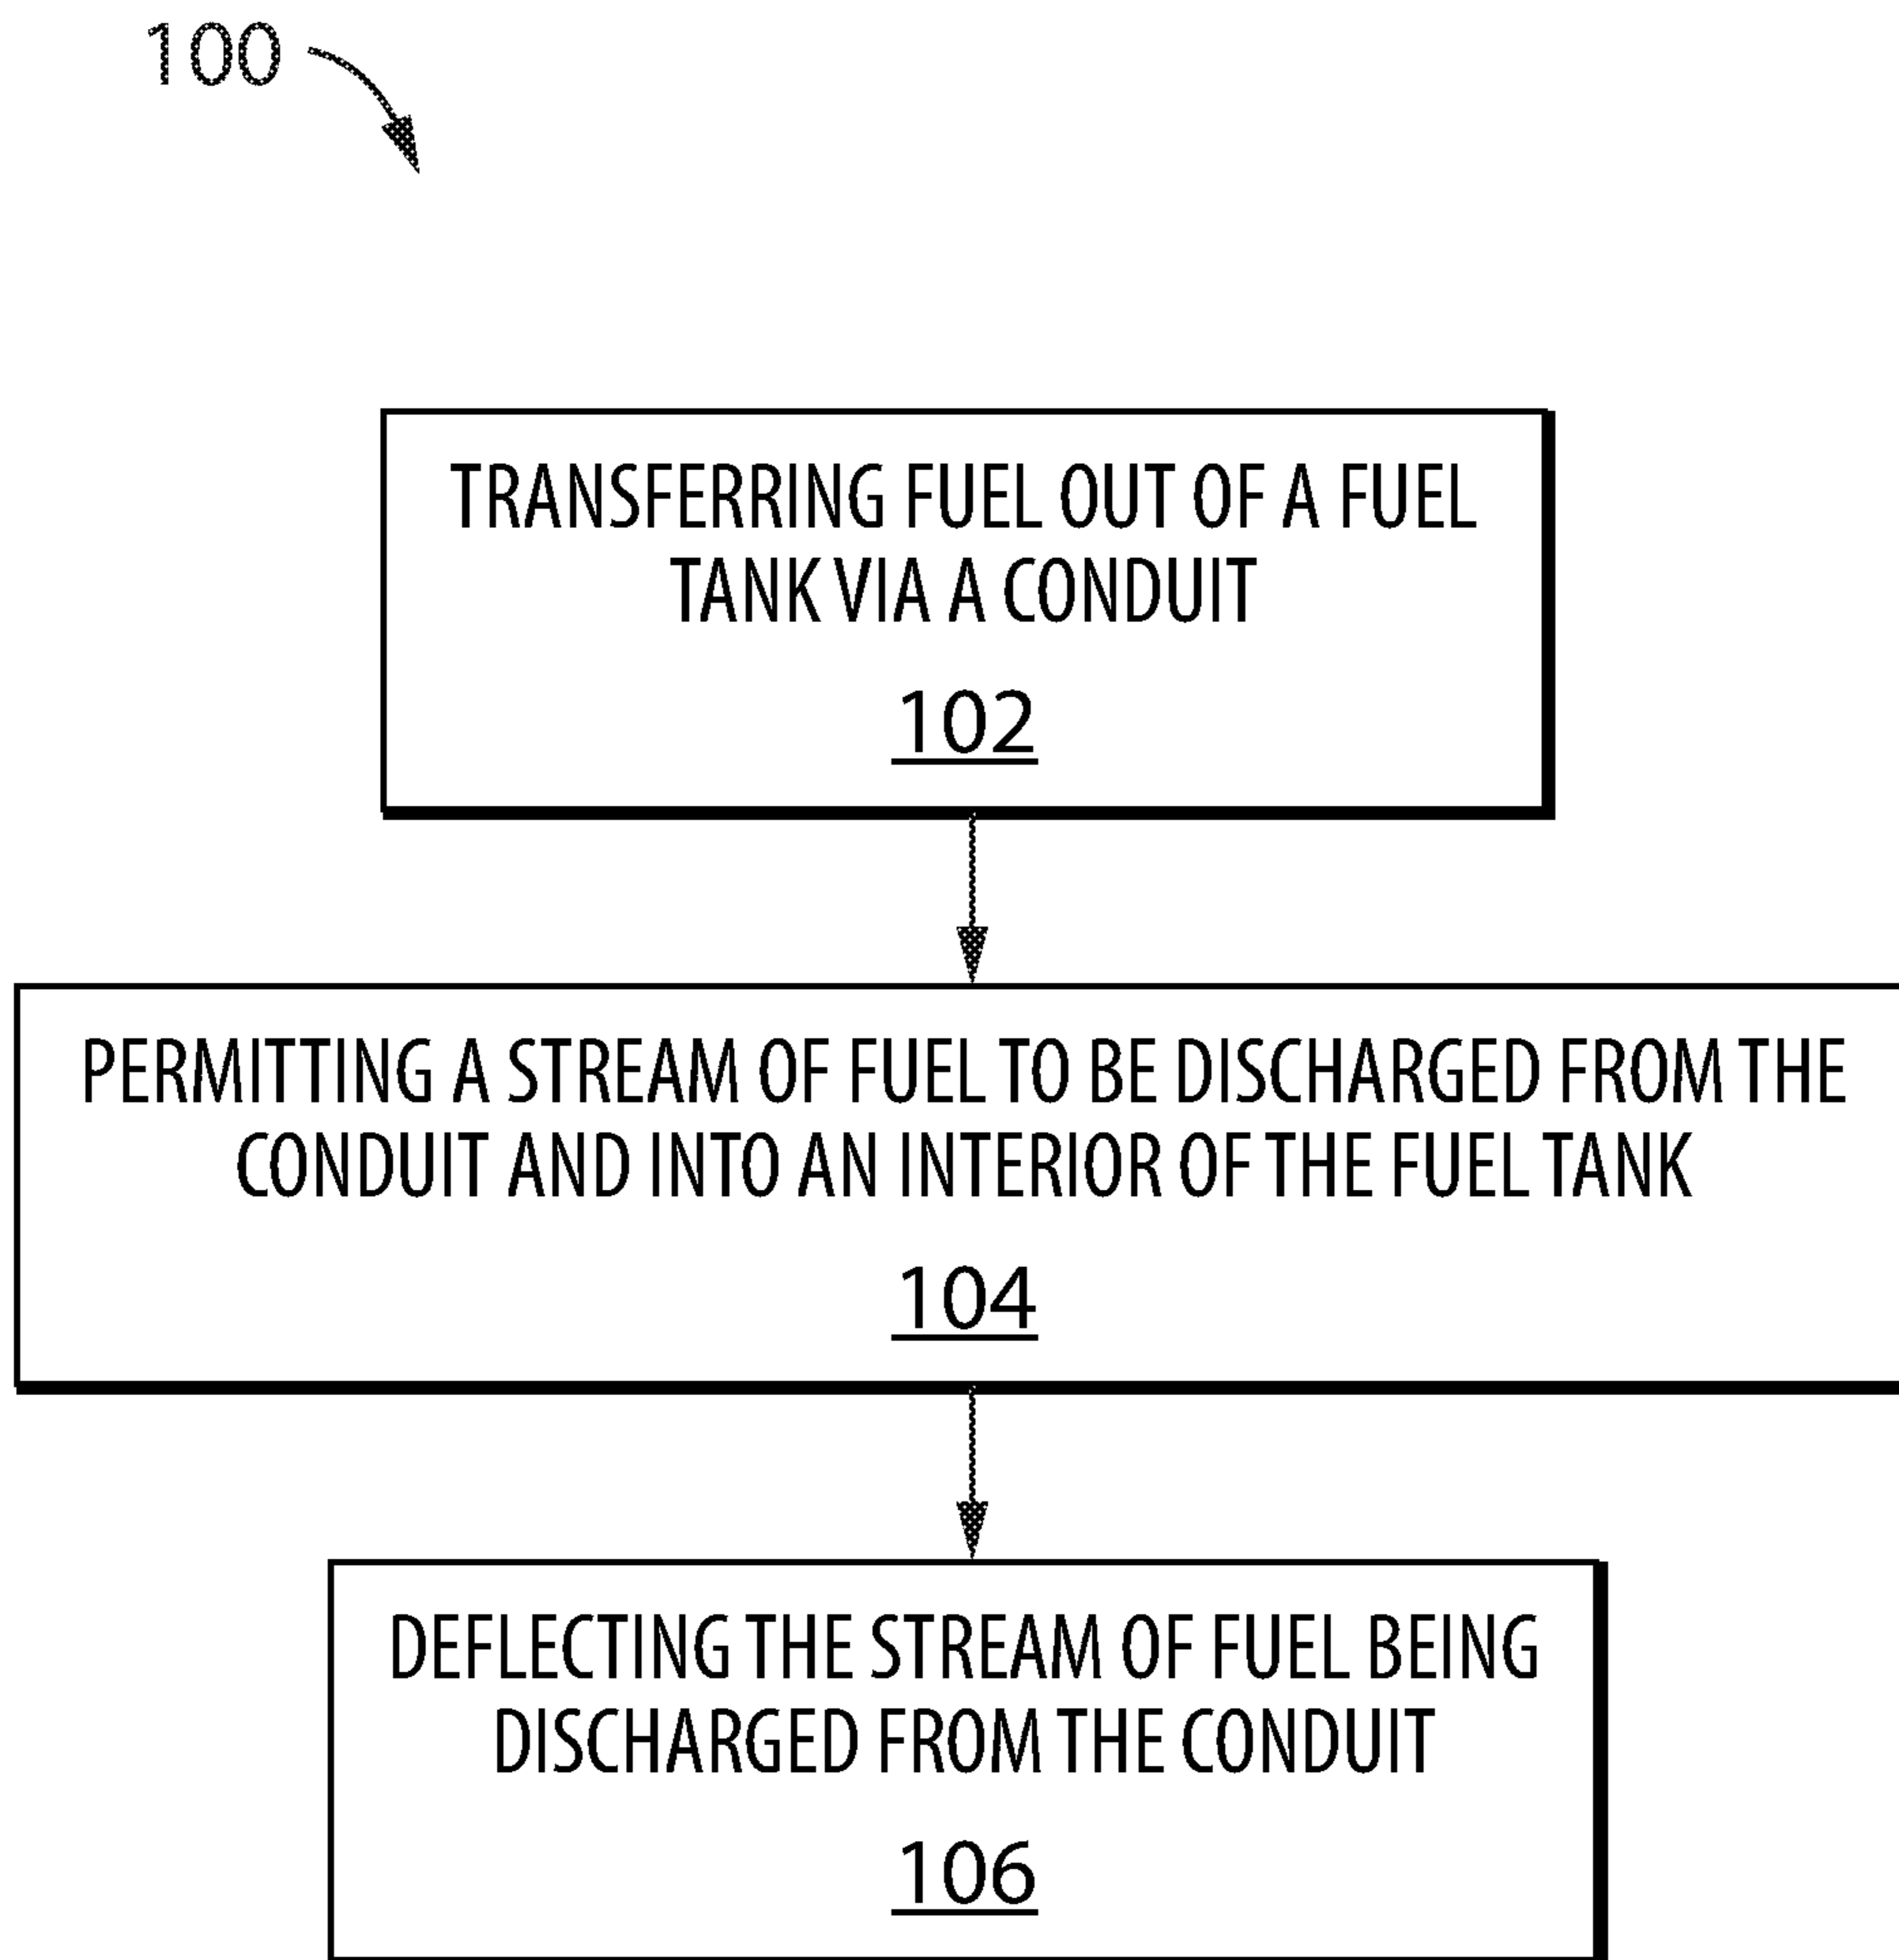 100
TRANSFERRING FUEL OUT OF A FUEL
TANK VIA A CONDUIT
102
PERMITTING A STREAM OF FUEL TO BE DISCHARGED FROM THE
CONDUIT AND INTO AN INTERIOR OF THE FUEL TANK
104
DEFLECTING THE STREAM OF FUEL BEING
DISCHARGED FROM THE CONDUIT
106